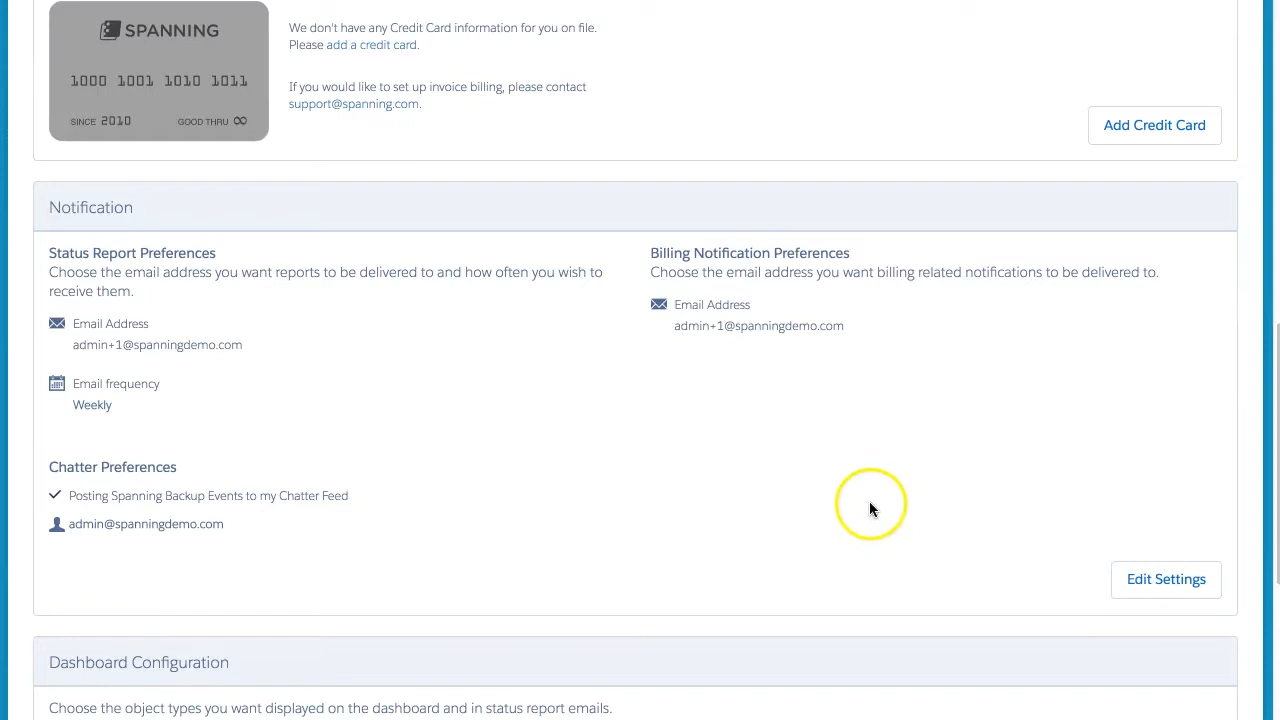 SPANNING
1000 1001 1010 1011
SINCE 2010 GOOD THRU ∞
We don't have any Credit Card information for you on file.
Please add a credit card.
If you would like to set up invoice billing, please contact
support@spanning.com.
Add Credit Card
Notification
Status Report Preferences
Choose the email address you want reports to be delivered to and how often you wish to
receive them.
Email Address
admin+1@spanningdemo.com
Email frequency
Weekly
Billing Notification Preferences
Choose the email address you want billing related notifications to be delivered to.
Email Address
admin+1@spanningdemo.com
Chatter Preferences
Posting Spanning Backup Events to my Chatter Feed
admin@spanningdemo.com
Edit Settings
Dashboard Configuration
Choose the object types you want displayed on the dashboard and in status report emails.